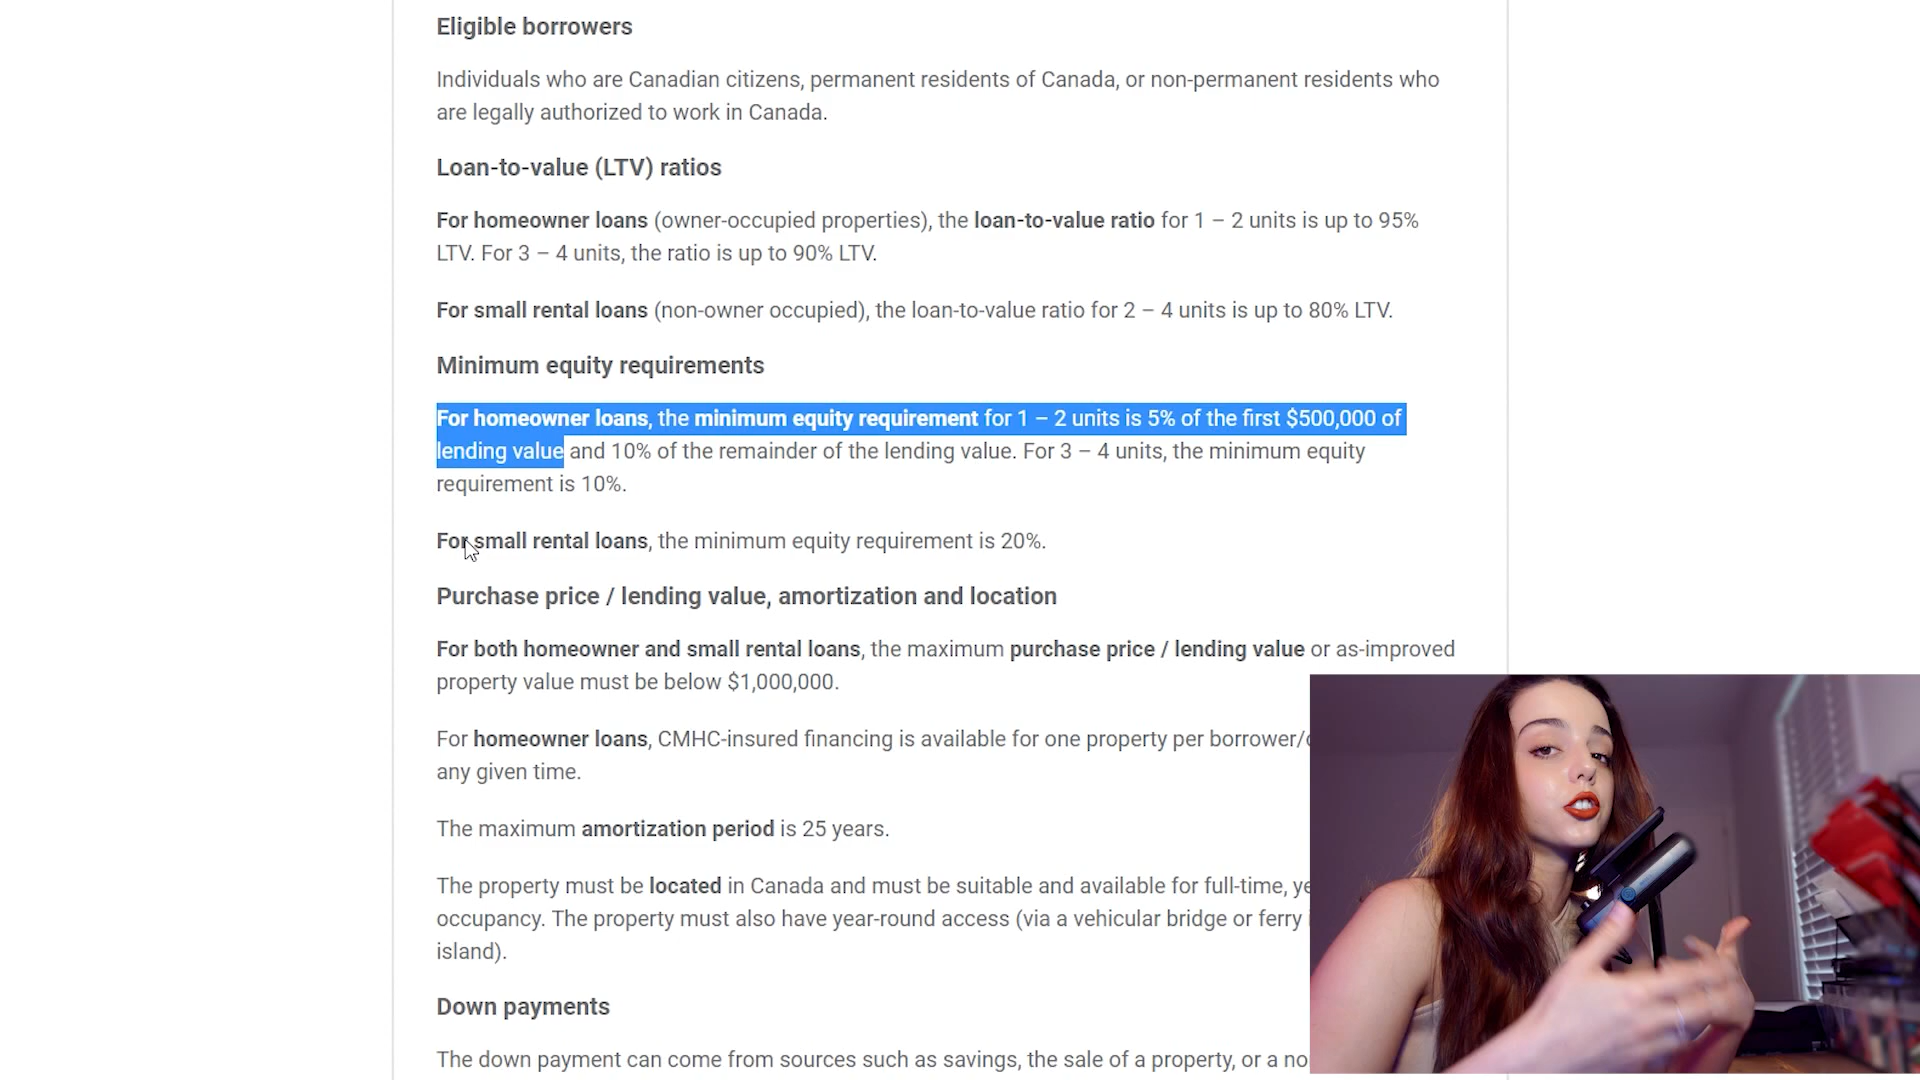 Eligible borrowers
Individuals who are Canadian citizens, permanent residents of Canada, or non-permanent residents who
are legally authorized to work in Canada.
Loan-to-value (LTV) ratios
For homeowner loans (owner-occupied properties), the loan-to-value ratio for 1 – 2 units is up to 95%
LTV. For 3 – 4 units, the ratio is up to 90% LTV.
For small rental loans (non-owner occupied), the loan-to-value ratio for 2 – 4 units is up to 80% LTV.
Minimum equity requirements
For homeowner loans, the minimum equity requirement for 1 – 2 units is 5% of the first $500,000 of
lending value and 10% of the remainder of the lending value. For 3 – 4 units, the minimum equity
requirement is 10%.
For small rental loans, the minimum equity requirement is 20%.
Purchase price / lending value, amortization and location
For both homeowner and small rental loans, the maximum purchase price / lending value or as-improved
property value must be below $1,000,000.
For homeowner loans, CMHC-insured financing is available for one property per borrower/
any given time.
The maximum amortization period is 25 years.
The property must be located in Canada and must be suitable and available for full-time,
occupancy. The property must also have year-round access (via a vehicular bridge or ferry
island).
Down payments
The down payment can come from sources such as savings, the sale of a property, or a